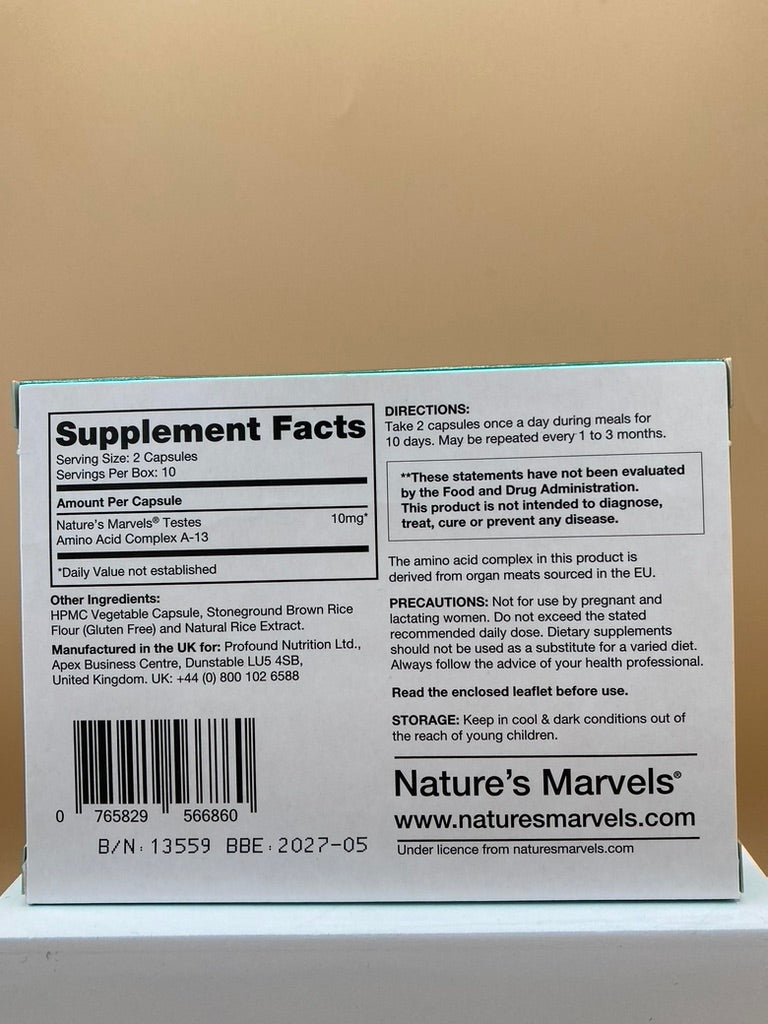 Supplement Facts
Serving Size: 2 Capsules
Servings Per Box: 10
Amount Per Capsule
Nature's Marvels® Testes 10mg*
Amino Acid Complex A-13
*Daily Value not established
Other Ingredients:
HPMC Vegetable Capsule, Stoneground Brown Rice
Flour (Gluten Free) and Natural Rice Extract.
Manufactured in the UK for: Profound Nutrition Ltd.,
Apex Business Centre, Dunstable LU5 4SB,
United Kingdom. UK: +44 (0) 800 102 6588
0 765829 566860
B/N: 13559 BBE: 2027-05
DIRECTIONS:
Take 2 capsules once a day during meals for
10 days. May be repeated every 1 to 3 months.
**These statements have not been evaluated
by the Food and Drug Administration.
This product is not intended to diagnose,
treat, cure or prevent any disease.
The amino acid complex in this product is
derived from organ meats sourced in the EU.
PRECAUTIONS: Not for use by pregnant and
lactating women. Do not exceed the stated
recommended daily dose. Dietary supplements
should not be used as a substitute for a varied diet.
Always follow the advice of your health professional.
Read the enclosed leaflet before use.
STORAGE: Keep in cool & dark conditions out of
the reach of young children.
Nature's Marvels®
www.naturesmarvels.com
Under licence from naturesmarvels.com